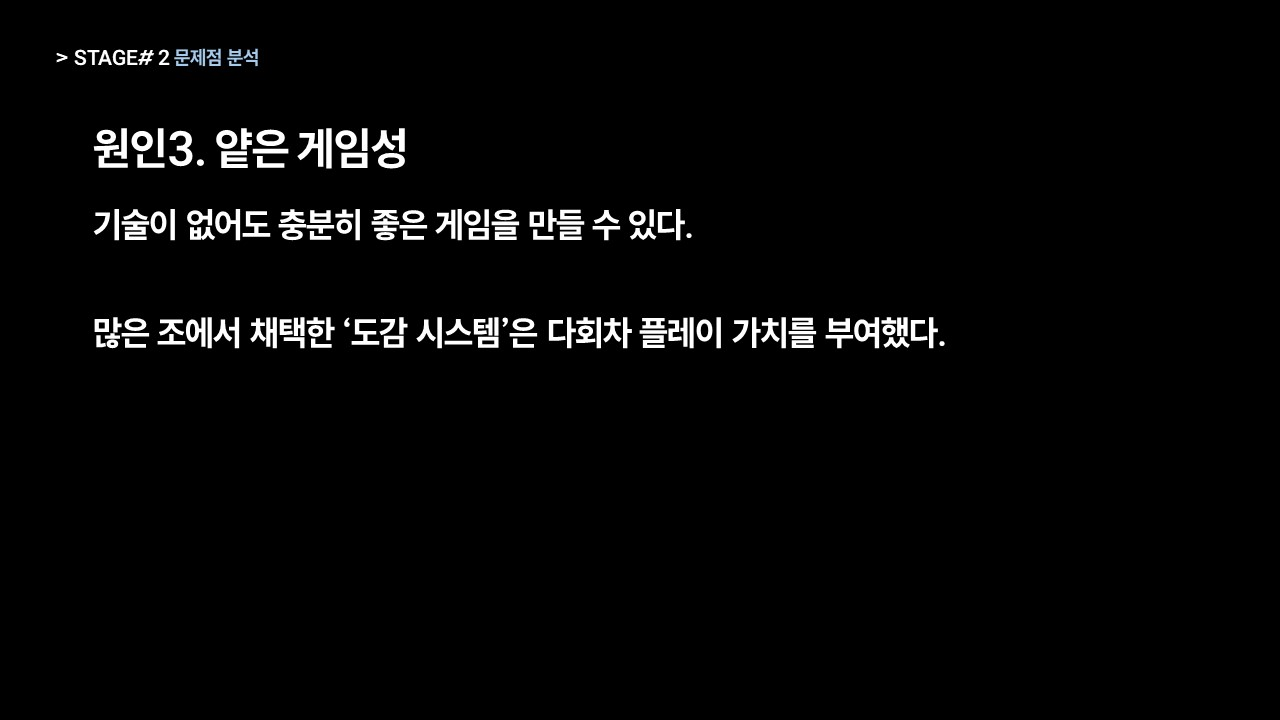 > STAGE# 2 문제점 분석
원인3. 얕은 게임성
기술이 없어도 충분히 좋은 게임을 만들 수 있다.
많은 조에서 채택한 ‘도감 시스템’은 다회차 플레이 가치를 부여했다.